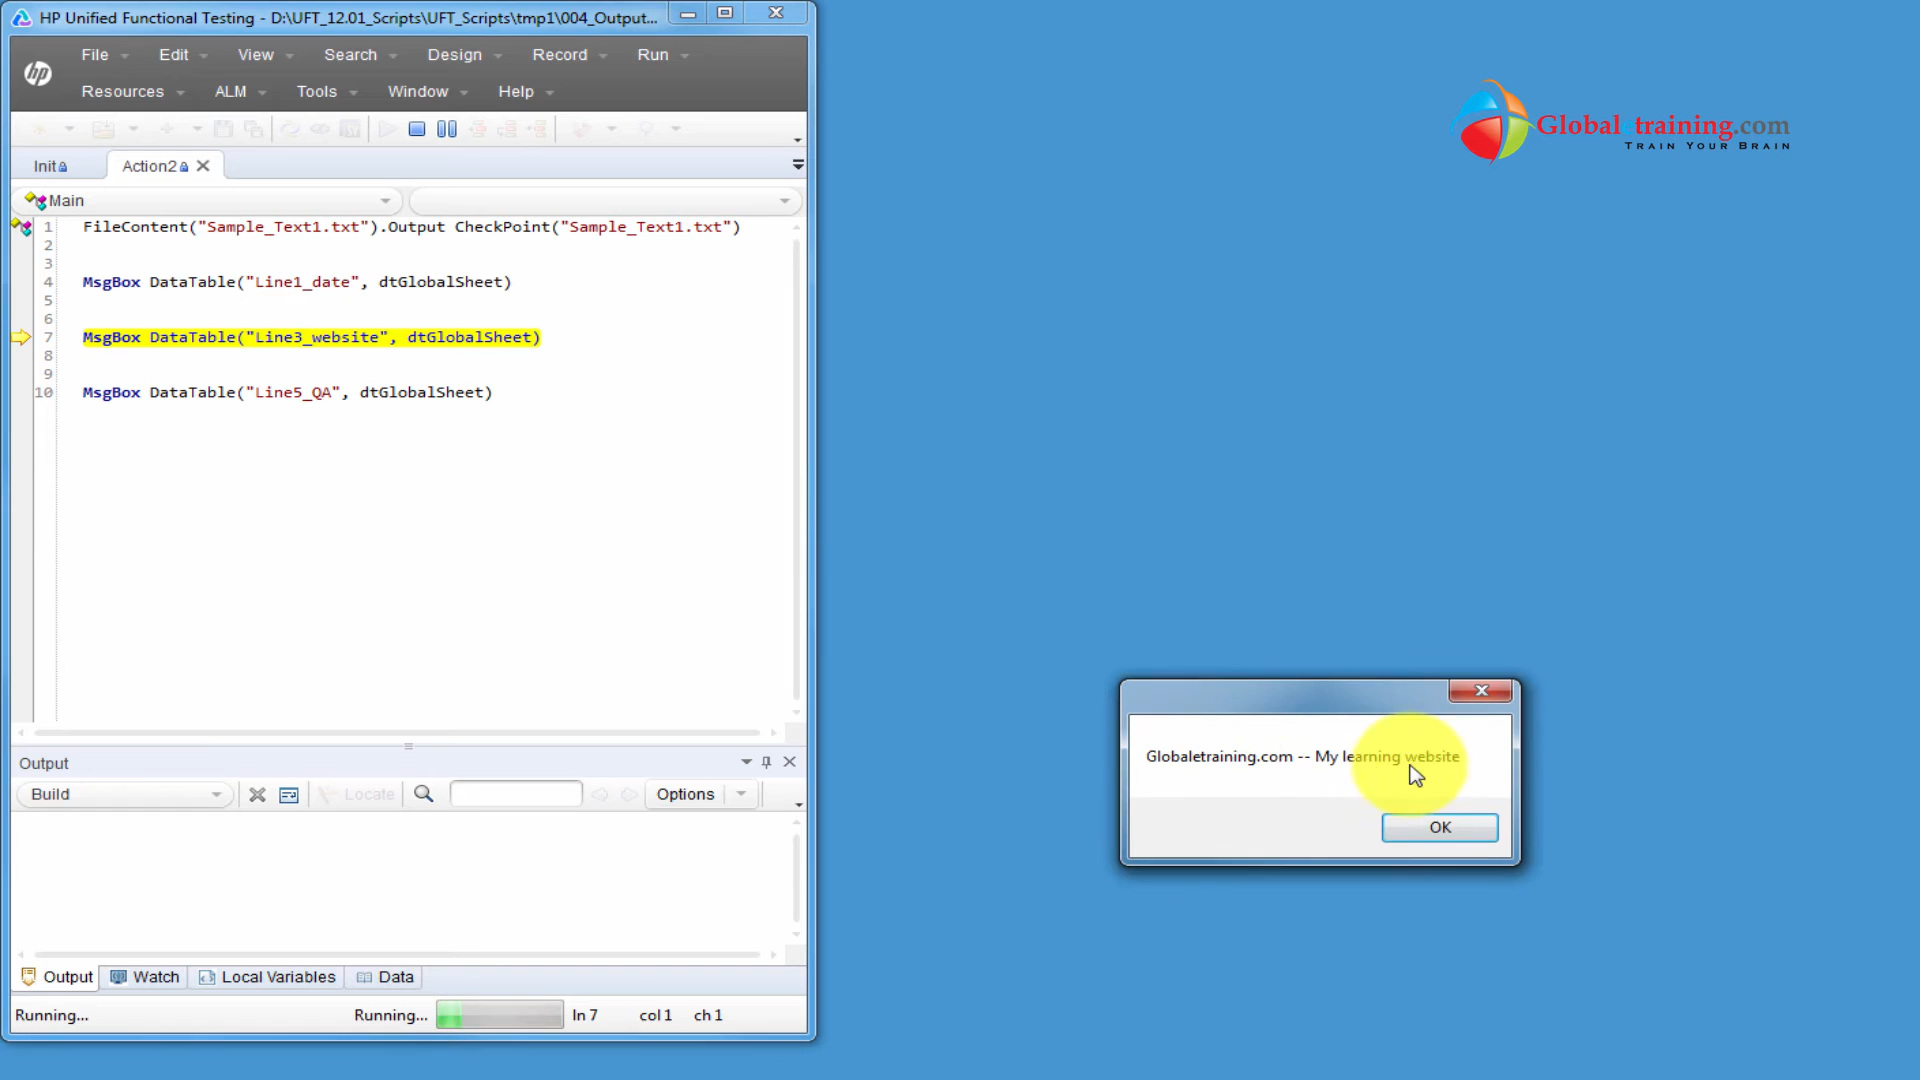 HP Unified Functional Testing - D:\UFT_12.01_Scripts\UFT_Scripts\tmp1\004_Output...
File Edit View Search Design Record Run
hp
Resources ALM Tools Window Help
Init Action2
Main
1 FileContent("Sample_Text1.txt").Output CheckPoint("Sample_Text1.txt")
2
3
4 MsgBox DataTable("Line1_date", dtGlobalSheet)
5
6
7 MsgBox DataTable("Line3_website", dtGlobalSheet)
8
9
10 MsgBox DataTable("Line5_QA", dtGlobalSheet)
Output
Build Locate Options
Output Watch Local Variables Data
Running... Running... ln 7 col 1 ch 1
Global etraining.com
TRAIN YOUR BRAIN
Globaletraining.com -- My learning website
OK